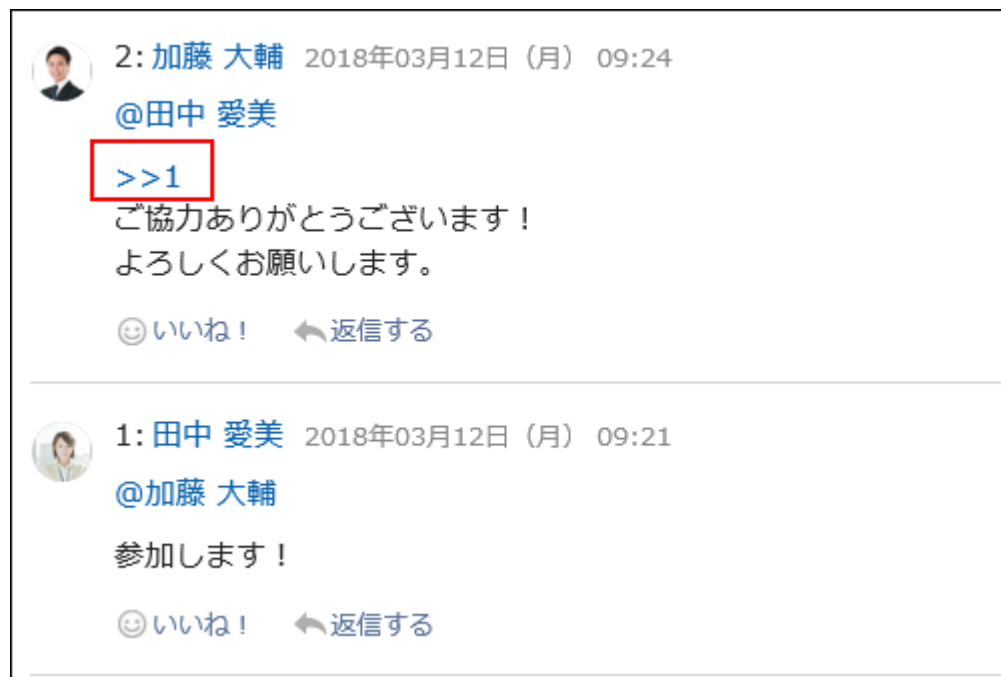 2: 加藤 大輔 2018年03月12日（月） 09:24
@田中 愛美
>>1
ご協力ありがとうございます！
よろしくお願いします。
いいね！ 返信する
1: 田中 愛美 2018年03月12日（月） 09:21
@加藤 大輔
参加します！
いいね！ 返信する